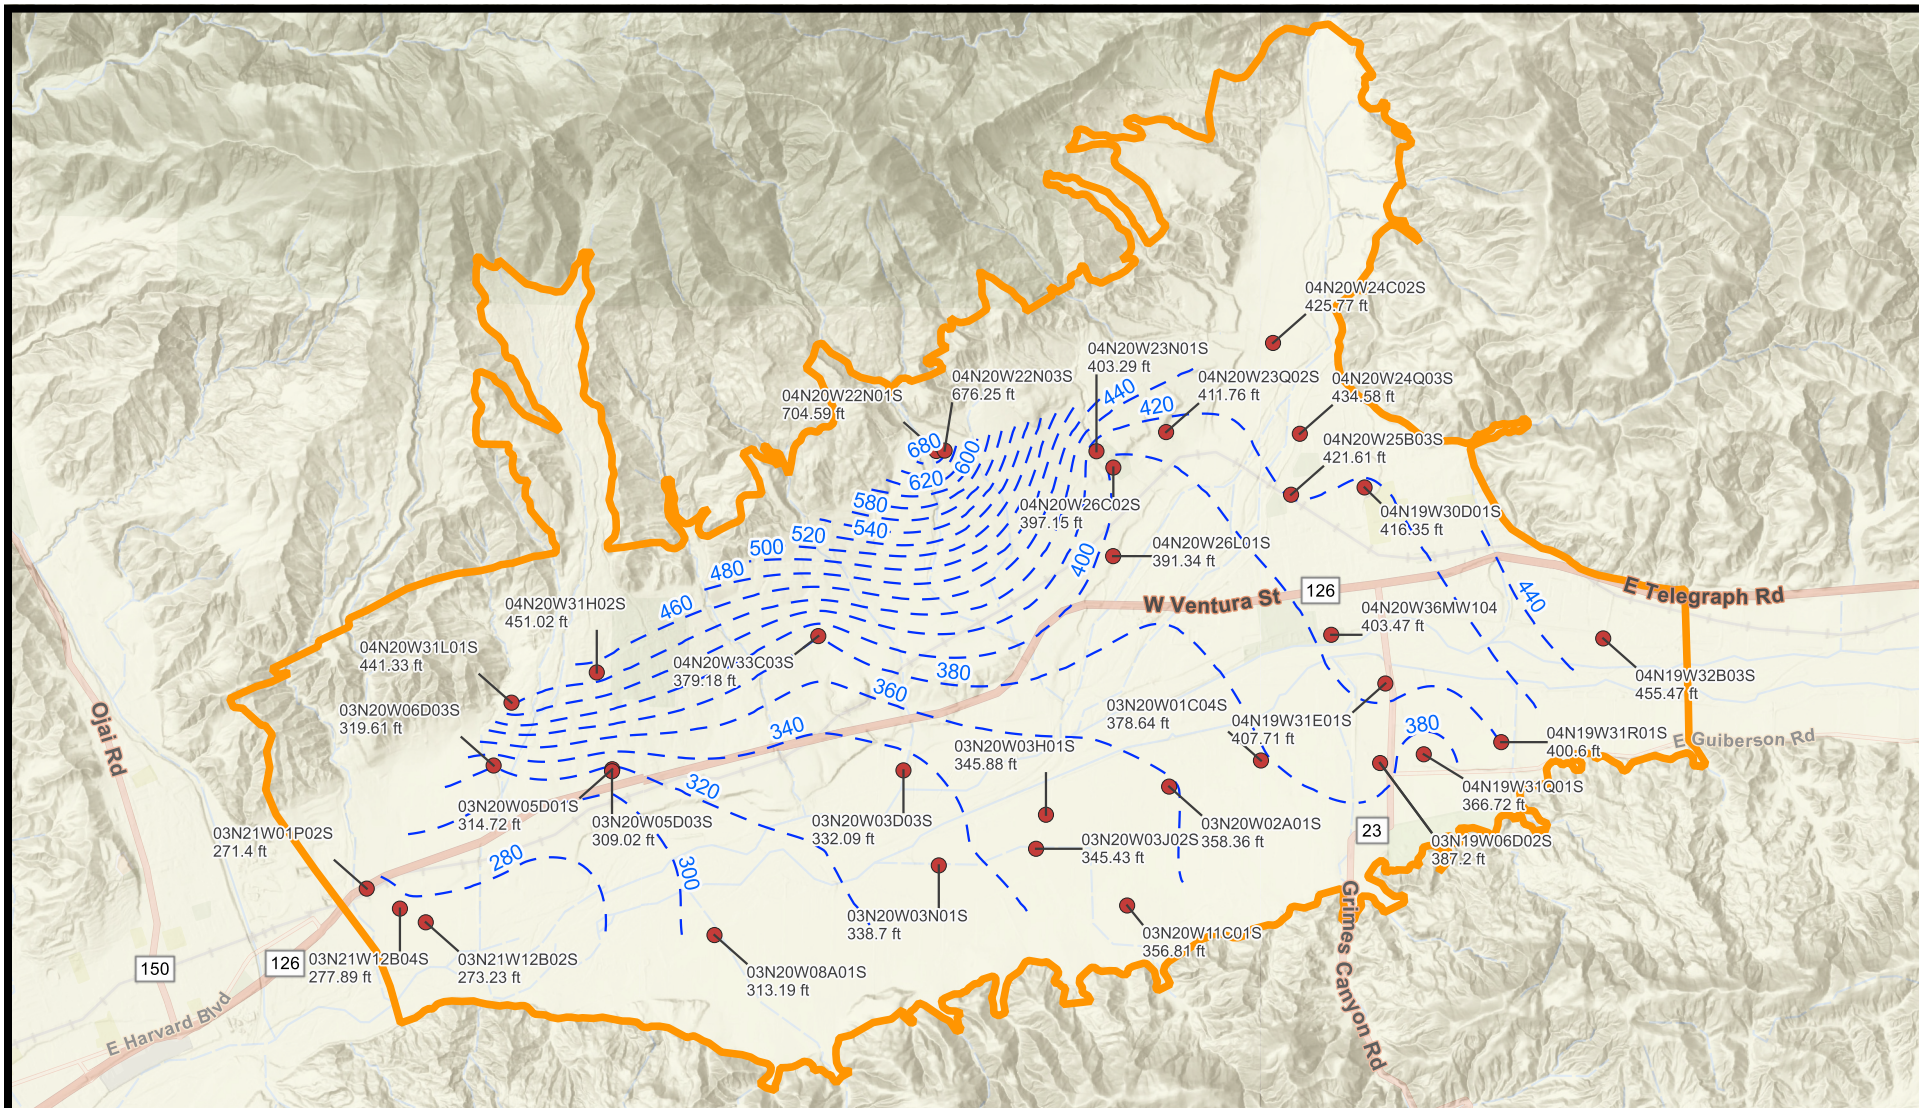 04N20W24C02S
425.77 ft
04N20W23N01S
403.29 ft
04N20W22N03S
676.25 ft
04N20W22N01S
704.59 ft
04N20W23Q02S
411.76 ft
04N20W24Q03S
434.58 ft
440
420
04N20W25B03S
421.61 ft
680
600
620
580
540
520
500
480
460
04N20W26C02S
397.15 ft
04N19W30D01S
416.35 ft
400
04N20W26L01S
391.34 ft
126
W Ventura St
E Telegraph Rd
440
04N20W31H02S
451.02 ft
04N20W36MW104
403.47 ft
04N20W31L01S
441.33 ft
04N20W33C03S
379.18 ft
380
360
340
320
04N19W32B03S
455.47 ft
03N20W06D03S
319.61 ft
Ojai Rd
03N20W01C04S
378.64 ft
04N19W31E01S
407.71 ft
380
04N19W31R01S
400.6 ft
E Guiberson Rd
03N20W03H01S
345.88 ft
04N19W31Q01S
366.72 ft
03N20W05D01S
314.72 ft
03N20W05D03S
309.02 ft
03N20W03D03S
332.09 ft
03N20W02A01S
358.36 ft
23
03N19W06D02S
387.2 ft
03N21W01P02S
271.4 ft
280
300
03N20W03J02S
345.43 ft
03N20W03N01S
338.7 ft
03N20W11C01S
356.81 ft
Grimes Canyon Rd
150
126
03N21W12B04S
277.89 ft
03N21W12B02S
273.23 ft
03N20W08A01S
313.19 ft
E Harvard Blvd